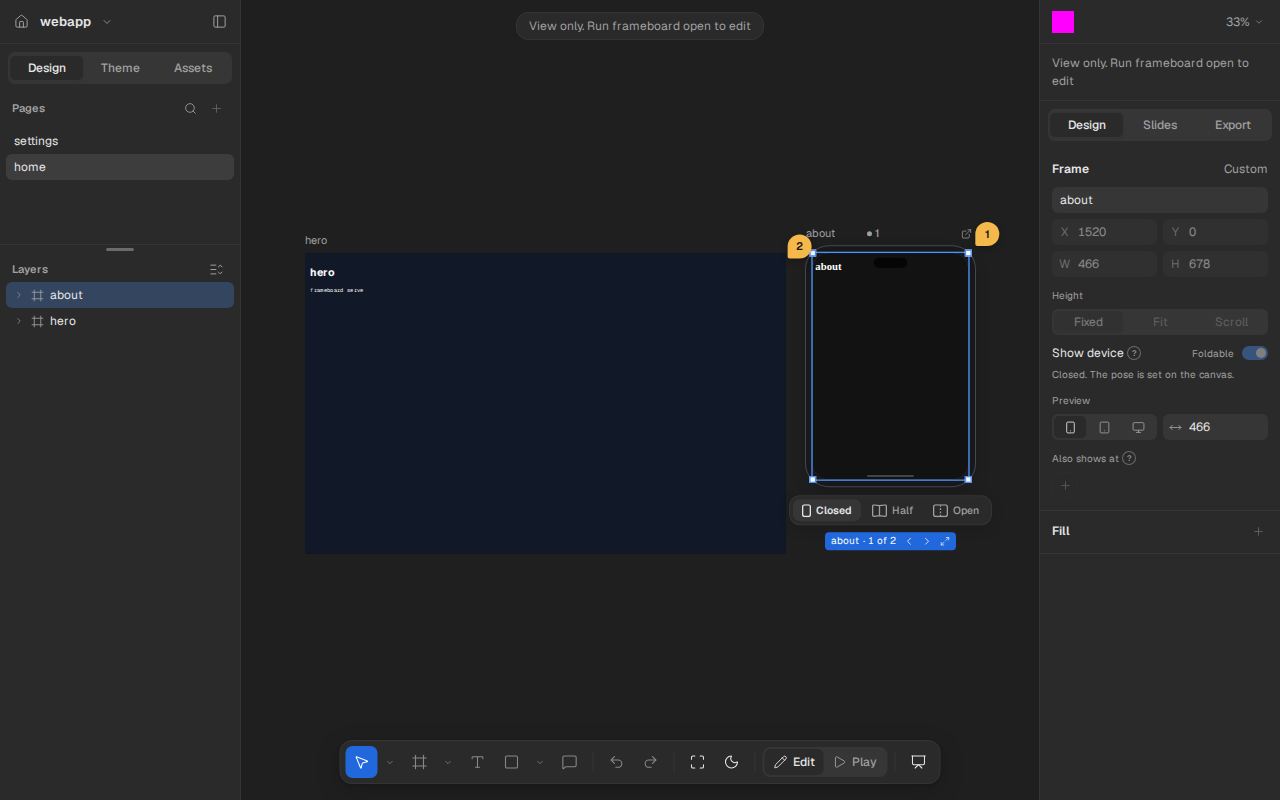 webapp
View only. Run frameboard open to edit
33%
View only. Run frameboard open to
edit
Design
Theme
Assets
Pages
settings
home
Layers
about
hero
hero
hero
frameboard serve
about
1
1
2
about
Closed
Half
Open
about · 1 of 2
Edit
Play
Design
Slides
Export
Frame
Custom
about
X 1520
Y 0
W 466
H 678
Height
Fixed
Fit
Scroll
Show device ?
Foldable
Closed. The pose is set on the canvas.
Preview
466
Also shows at ?
Fill